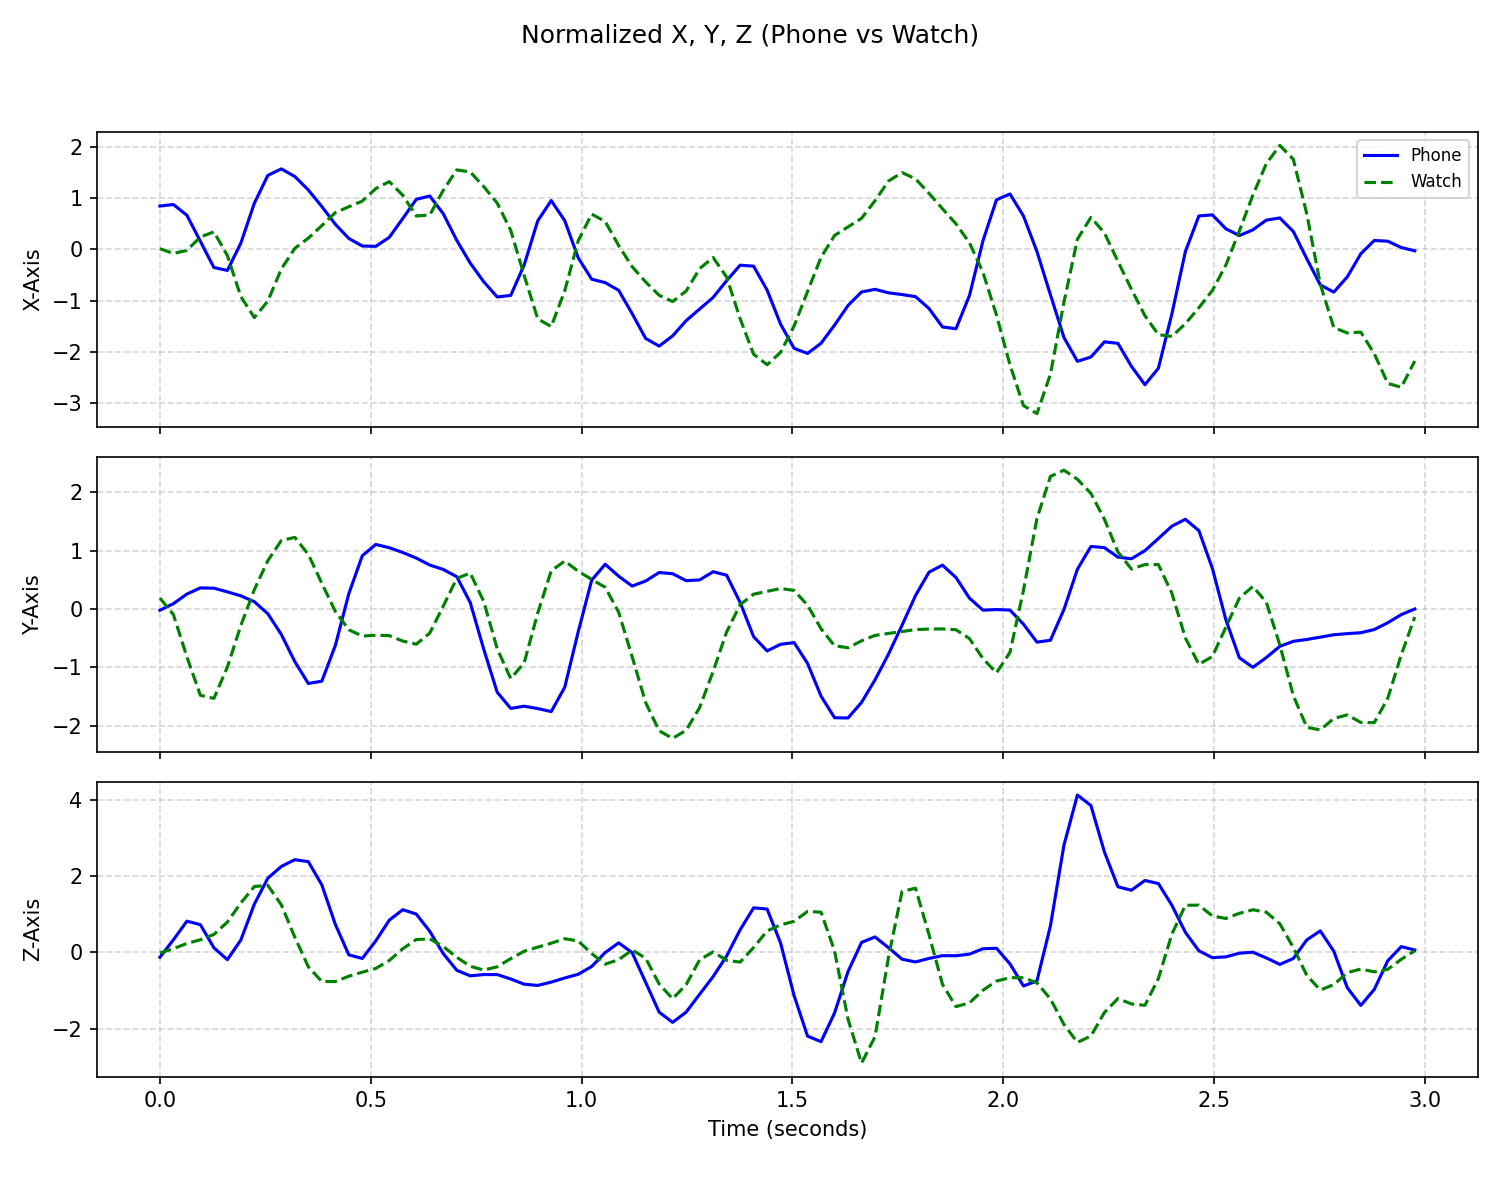 Normalized X, Y, Z (Phone vs Watch)
Phone
Watch
X-Axis
2
1
0
−1
−2
−3
Y-Axis
2
1
0
−1
−2
Z-Axis
4
2
0
−2
0.0 0.5 1.0 1.5 2.0 2.5 3.0
Time (seconds)